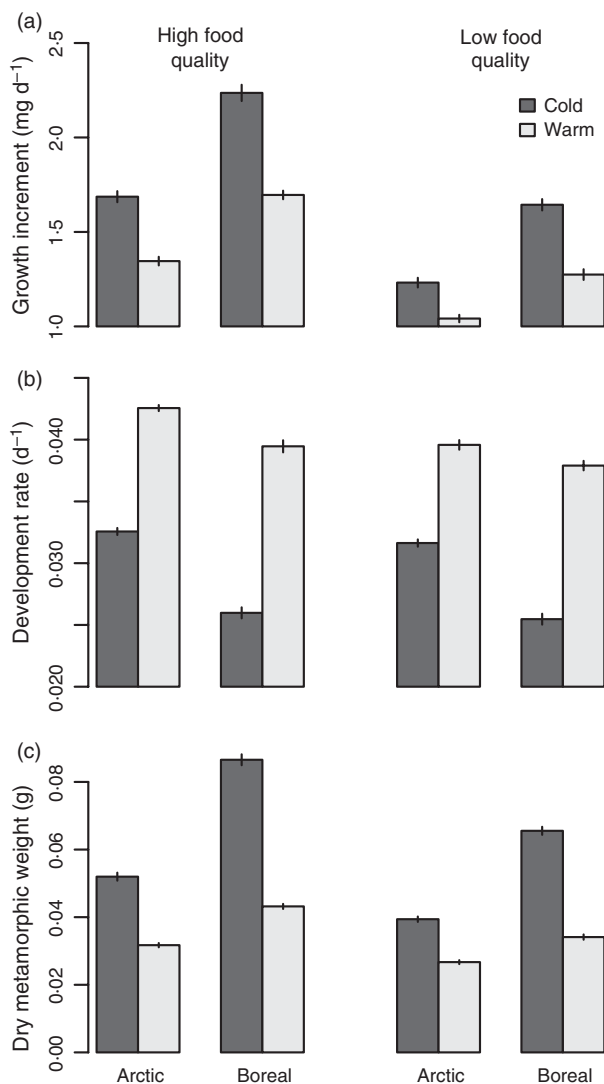 (a)
High food
quality
Low food
quality
Cold
Warm
Growth increment (mg d⁻¹)
2·5
2·0
1·5
1·0
(b)
Development rate (d⁻¹)
0·040
0·030
0·020
(c)
Dry metamorphic weight (g)
0·08
0·06
0·04
0·02
0·00
Arctic Boreal Arctic Boreal